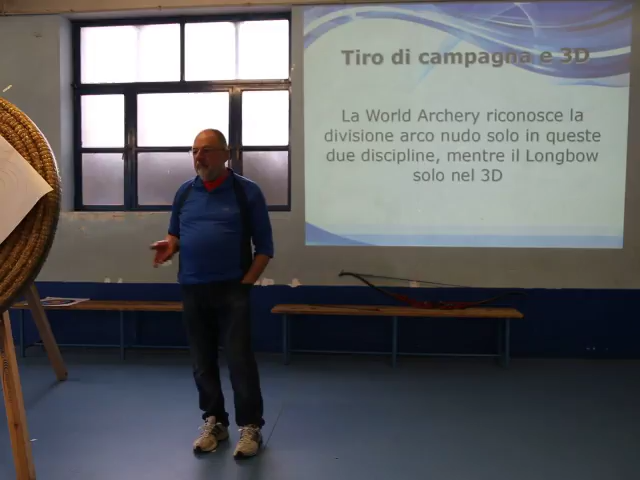 Tiro di campagna e 3D
La World Archery riconosce la
divisione arco nudo solo in queste
due discipline, mentre il Longbow
solo nel 3D